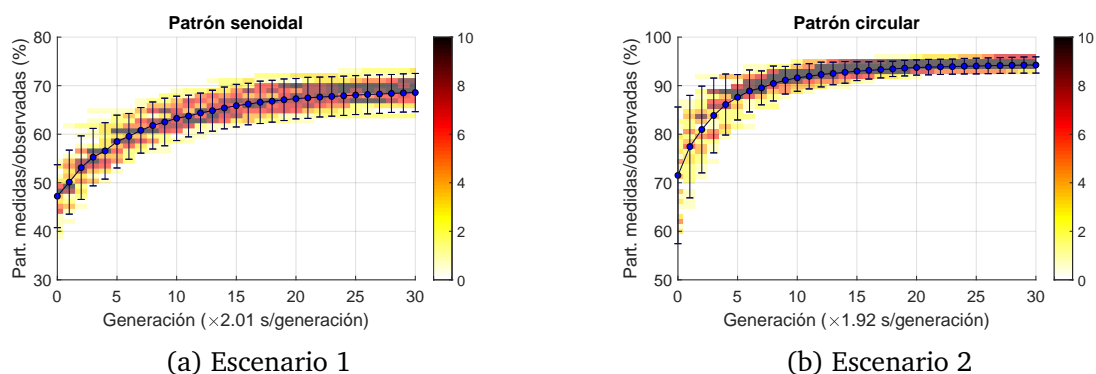 Patrón senoidal
80
70
60
50
40
30
Part. medidas/observadas (%)
0 5 10 15 20 25 30
Generación (×2.01 s/generación)
10
8
6
4
2
0
(a) Escenario 1
Patrón circular
100
90
80
70
60
50
Part. medidas/observadas (%)
0 5 10 15 20 25 30
Generación (×1.92 s/generación)
10
8
6
4
2
0
(b) Escenario 2